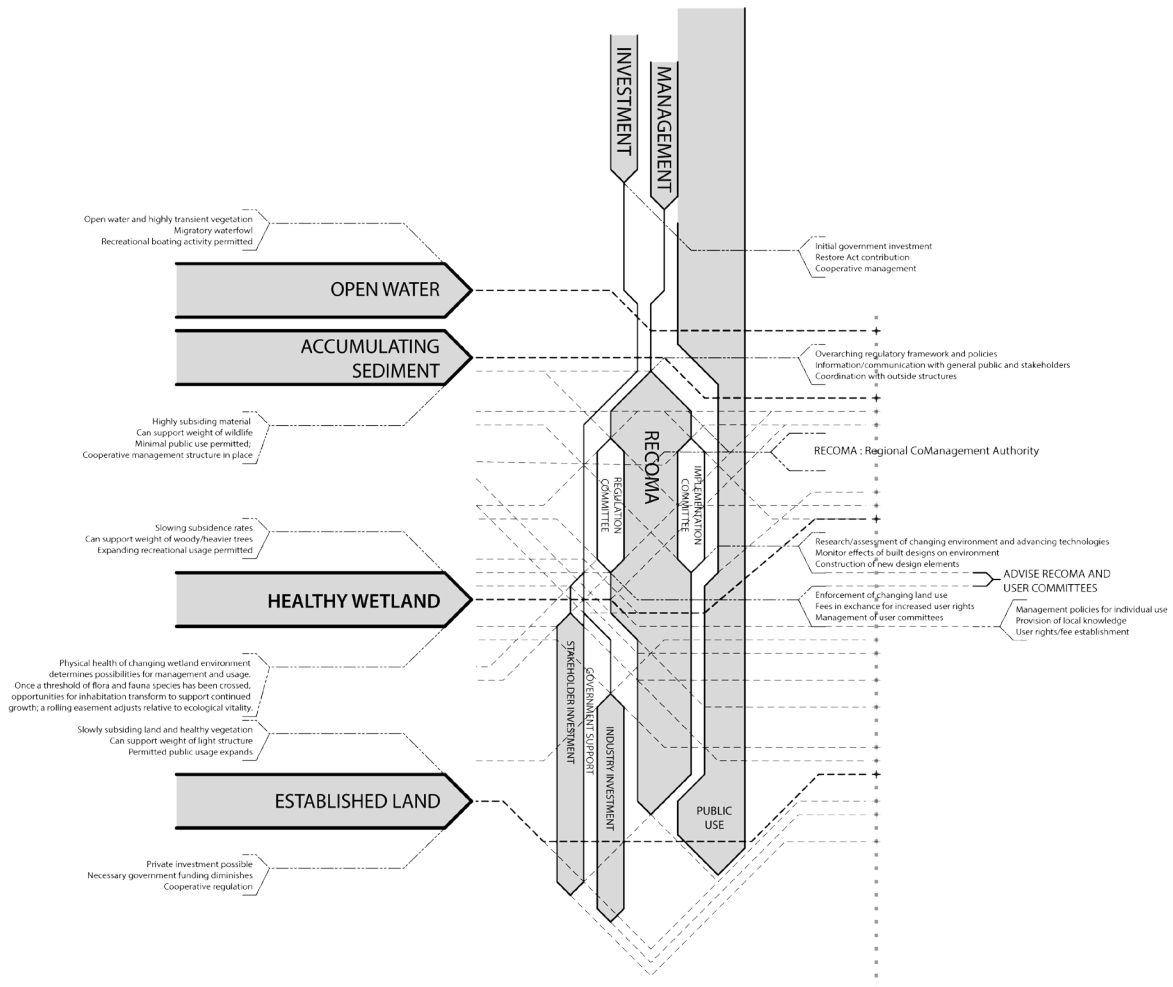 INVESTMENT
MANAGEMENT
Open water and highly transient vegetation
Migratory waterfowl
Recreational boating activity permitted
Initial government investment
Restore Act contribution
Cooperative management
OPEN WATER
ACCUMULATING
SEDIMENT
Overarching regulatory framework and policies
Information/communication with general public and stakeholders
Coordination with outside structures
Highly subsiding material
Can support weight of wildlife
Minimal public use permitted;
Cooperative management structure in place
RECOMA
REGULATION
COMMITTEE
IMPLEMENTATION
COMMITTEE
RECOMA : Regional CoManagement Authority
Slowing subsidence rates
Can support weight of woody/heavier trees
Expanding recreational usage permitted
Research/assessment of changing environment and advancing technologies
Monitor effects of built designs on environment
Construction of new design elements
ADVISE RECOMA AND
USER COMMITTEES
HEALTHY WETLAND
Enforcement of changing land use
Fees in exchance for increased user rights
Management of user committees
Management policies for individual use
Provision of local knowledge
User rights/fee establishment
Physical health of changing wetland environment
determines possibilities for management and usage.
Once a threshold of flora and fauna species has been crossed,
opportunities for inhabitation transform to support continued
growth; a rolling easement adjusts relative to ecological vitality.
STAKEHOLDER INVESTMENT
GOVERNMENT SUPPORT
INDUSTRY INVESTMENT
Slowly subsiding land and healthy vegetation
Can support weight of light structure
Permitted public usage expands
ESTABLISHED LAND
PUBLIC
USE
Private investment possible
Necessary government funding diminishes
Cooperative regulation